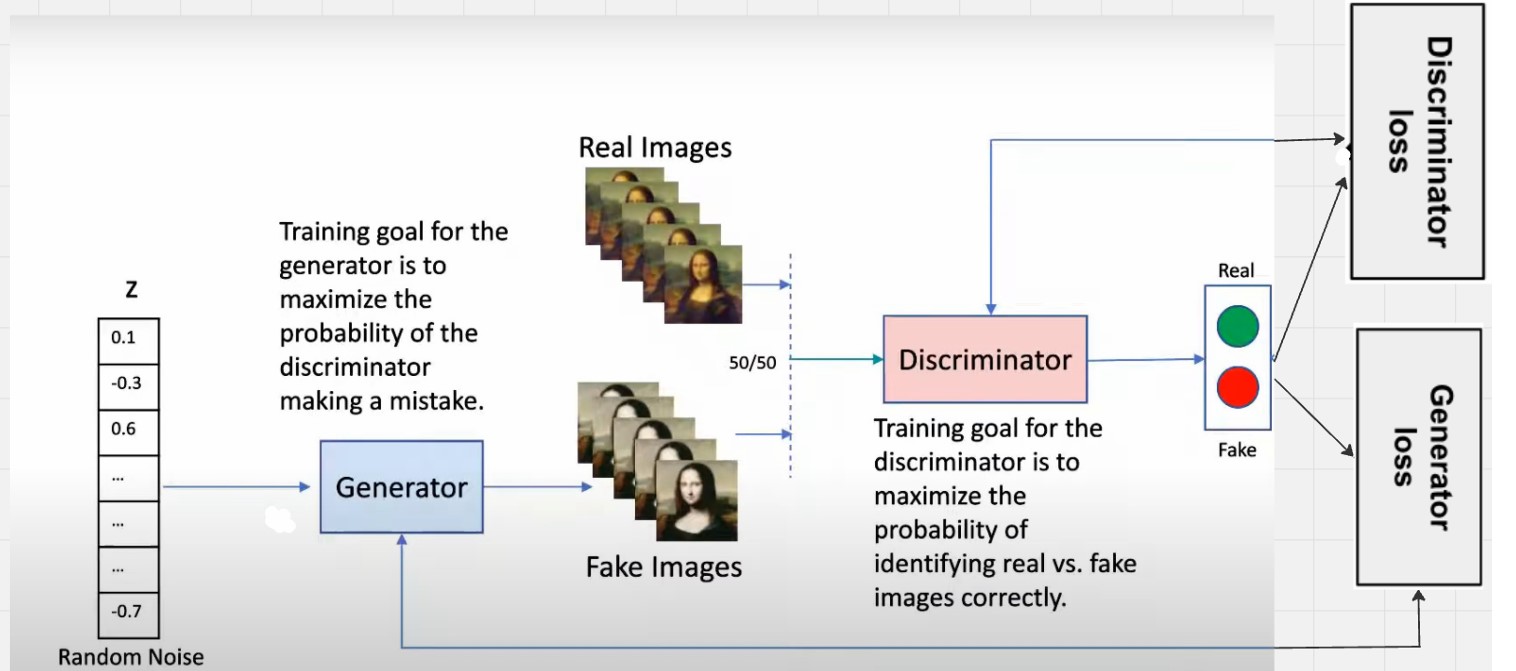 Z
0.1
-0.3
0.6
...
...
...
-0.7
Random Noise
Training goal for the
generator is to
maximize the
probability of the
discriminator
making a mistake.
Generator
Real Images
Fake Images
50/50
Discriminator
Training goal for the
discriminator is to
maximize the
probability of
identifying real vs. fake
images correctly.
Real
Fake
Discriminator
loss
Generator
loss